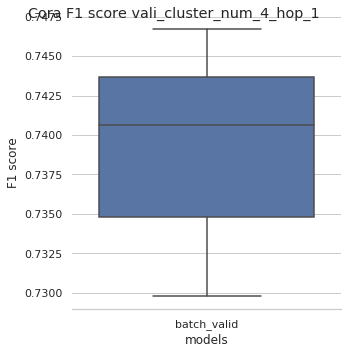 Cora F1 score vali_cluster_num_4_hop_1
0.7475
0.7450
0.7425
0.7400
0.7375
0.7350
0.7325
0.7300
F1 score
batch_valid
models